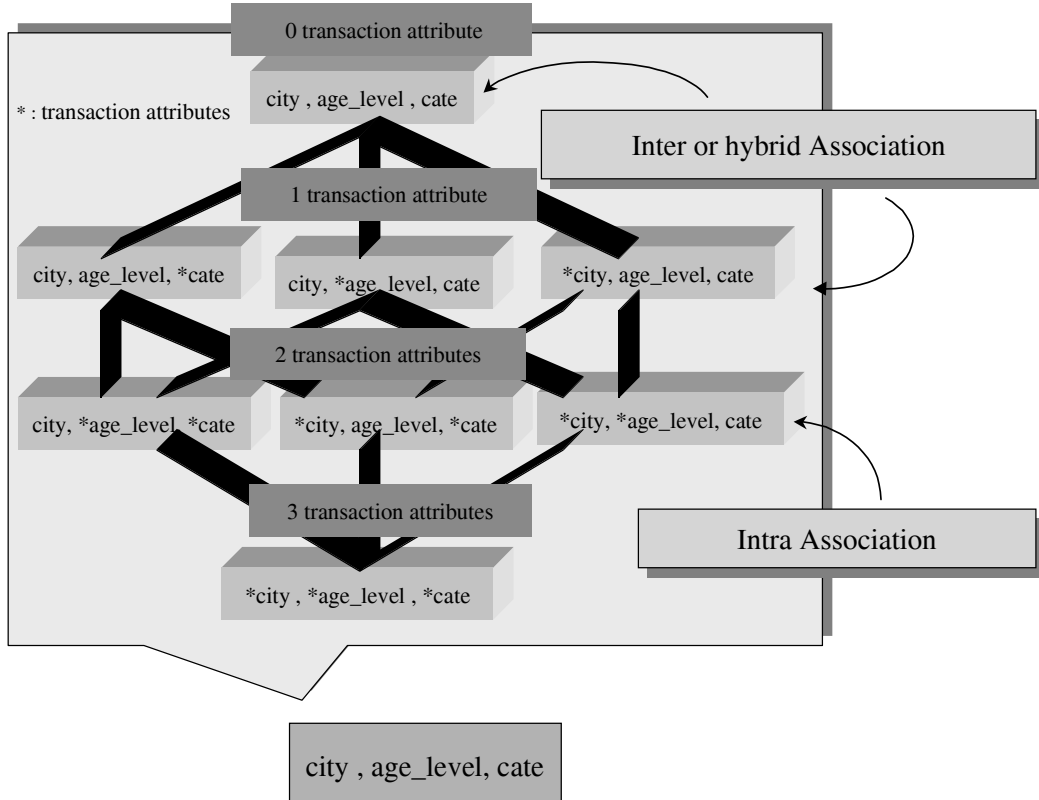 0 transaction attribute
city , age_level , cate
* : transaction attributes
Inter or hybrid Association
1 transaction attribute
city, age_level, *cate
city, *age_level, cate
*city, age_level, cate
2 transaction attributes
city, *age_level, *cate
*city, age_level, *cate
*city, *age_level, cate
3 transaction attributes
Intra Association
*city , *age_level , *cate
city , age_level, cate